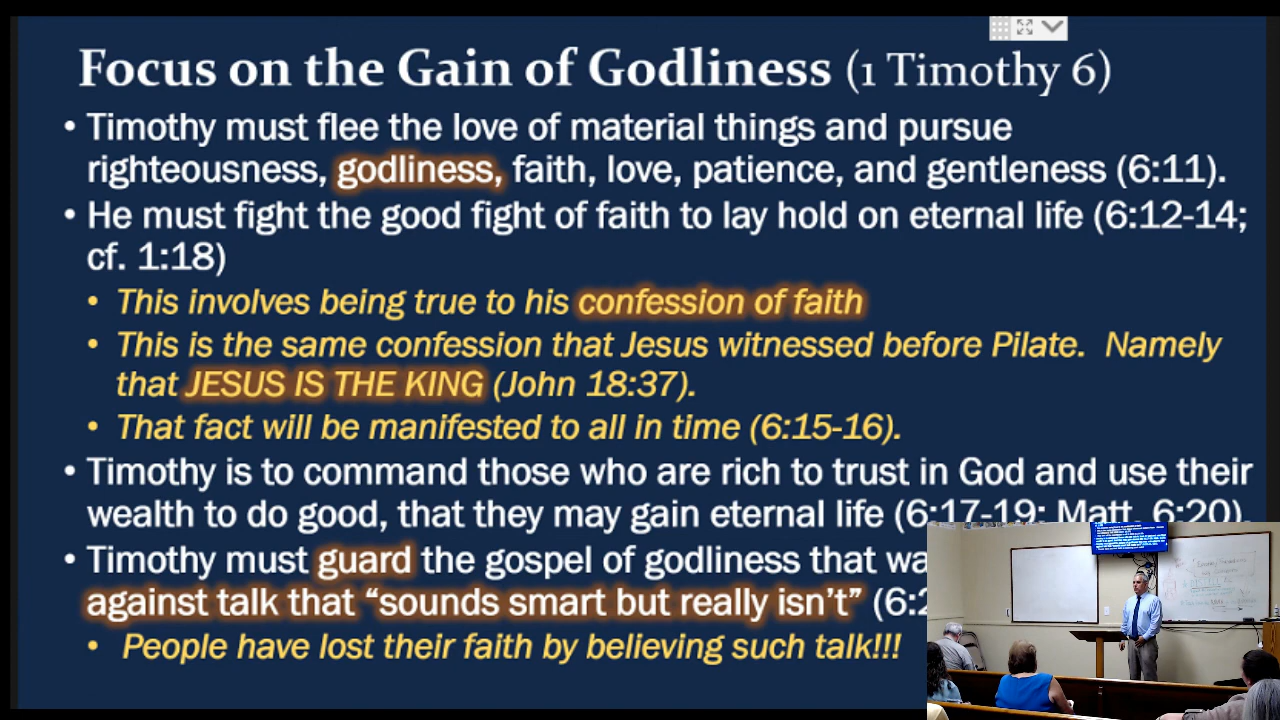 Focus on the Gain of Godliness (1 Timothy 6)
• Timothy must flee the love of material things and pursue
righteousness, godliness, faith, love, patience, and gentleness (6:11).
• He must fight the good fight of faith to lay hold on eternal life (6:12-14;
cf. 1:18)
• This involves being true to his confession of faith
• This is the same confession that Jesus witnessed before Pilate. Namely
that JESUS IS THE KING (John 18:37).
• That fact will be manifested to all in time (6:15-16).
• Timothy is to command those who are rich to trust in God and use their
wealth to do good, that they may gain eternal life (6:17-19; Matt. 6:20).
• Timothy must guard the gospel of godliness that
against talk that “sounds smart but really isn’t”
• People have lost their faith by believing such talk!!!